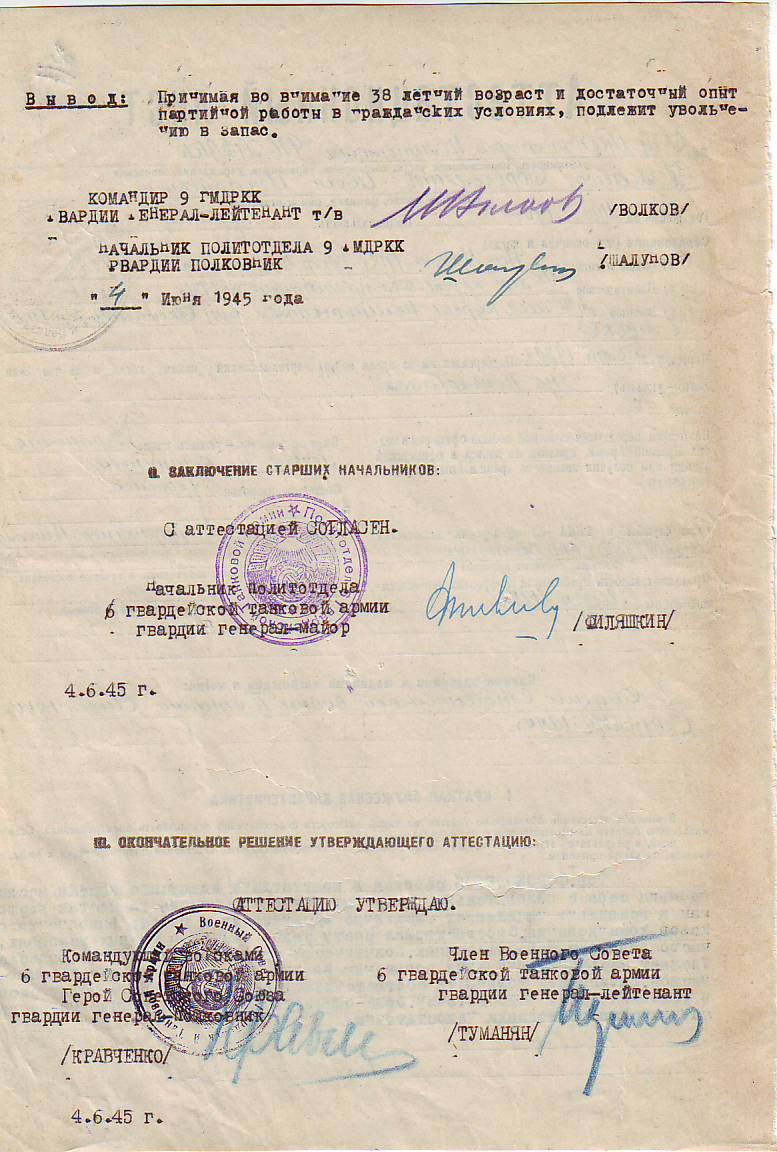 Вывод: Принимая во внимание 38 летний возраст и достаточный опыт
партийной работы в гражданских условиях, подлежит увольне-
нию в запас.
КОМАНДИР 9 ГМДРКК
ГВАРДИИ ГЕНЕРАЛ-ЛЕЙТЕНАНТ т/в /ВОЛКОВ/
НАЧАЛЬНИК ПОЛИТОТДЕЛА 9 ГМДРКК
ГВАРДИИ ПОЛКОВНИК /ШАЛУНОВ/
"4" Июня 1945 года
II. ЗАКЛЮЧЕНИЕ СТАРШИХ НАЧАЛЬНИКОВ:
С аттестацией СОГЛАСЕН.
Начальник Политотдела
6 гвардейской танковой армии
гвардии генерал-майор /ФИЛЯШКИН/
4.6.45 г.
III. ОКОНЧАТЕЛЬНОЕ РЕШЕНИЕ УТВЕРЖДАЮЩЕГО АТТЕСТАЦИЮ:
АТТЕСТАЦИЮ УТВЕРЖДАЮ.
Командующий войсками
6 гвардейской танковой армии
Герой Советского Союза
гвардии генерал-полковник
/КРАВЧЕНКО/
Член Военного Совета
6 гвардейской танковой армии
гвардии генерал-лейтенант
/ТУМАНЯН/
4.6.45 г.